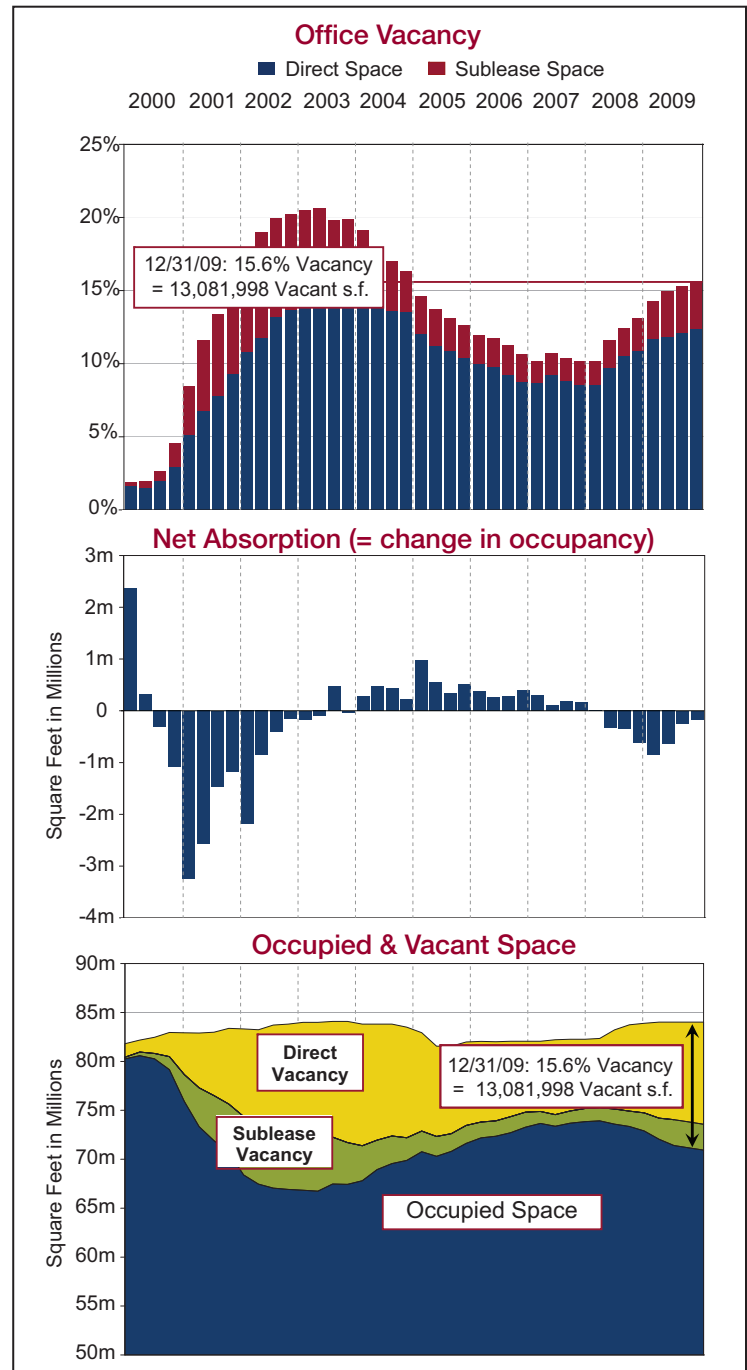 Office Vacancy
Direct Space Sublease Space
2000 2001 2002 2003 2004 2005 2006 2007 2008 2009
25%
20%
15%
10%
5%
0%
12/31/09: 15.6% Vacancy
= 13,081,998 Vacant s.f.
Net Absorption (= change in occupancy)
Square Feet in Millions
3m
2m
1m
0
-1m
-2m
-3m
-4m
Occupied & Vacant Space
Square Feet in Millions
90m
85m
80m
75m
70m
65m
60m
55m
50m
Direct
Vacancy
12/31/09: 15.6% Vacancy
= 13,081,998 Vacant s.f.
Sublease
Vacancy
Occupied Space